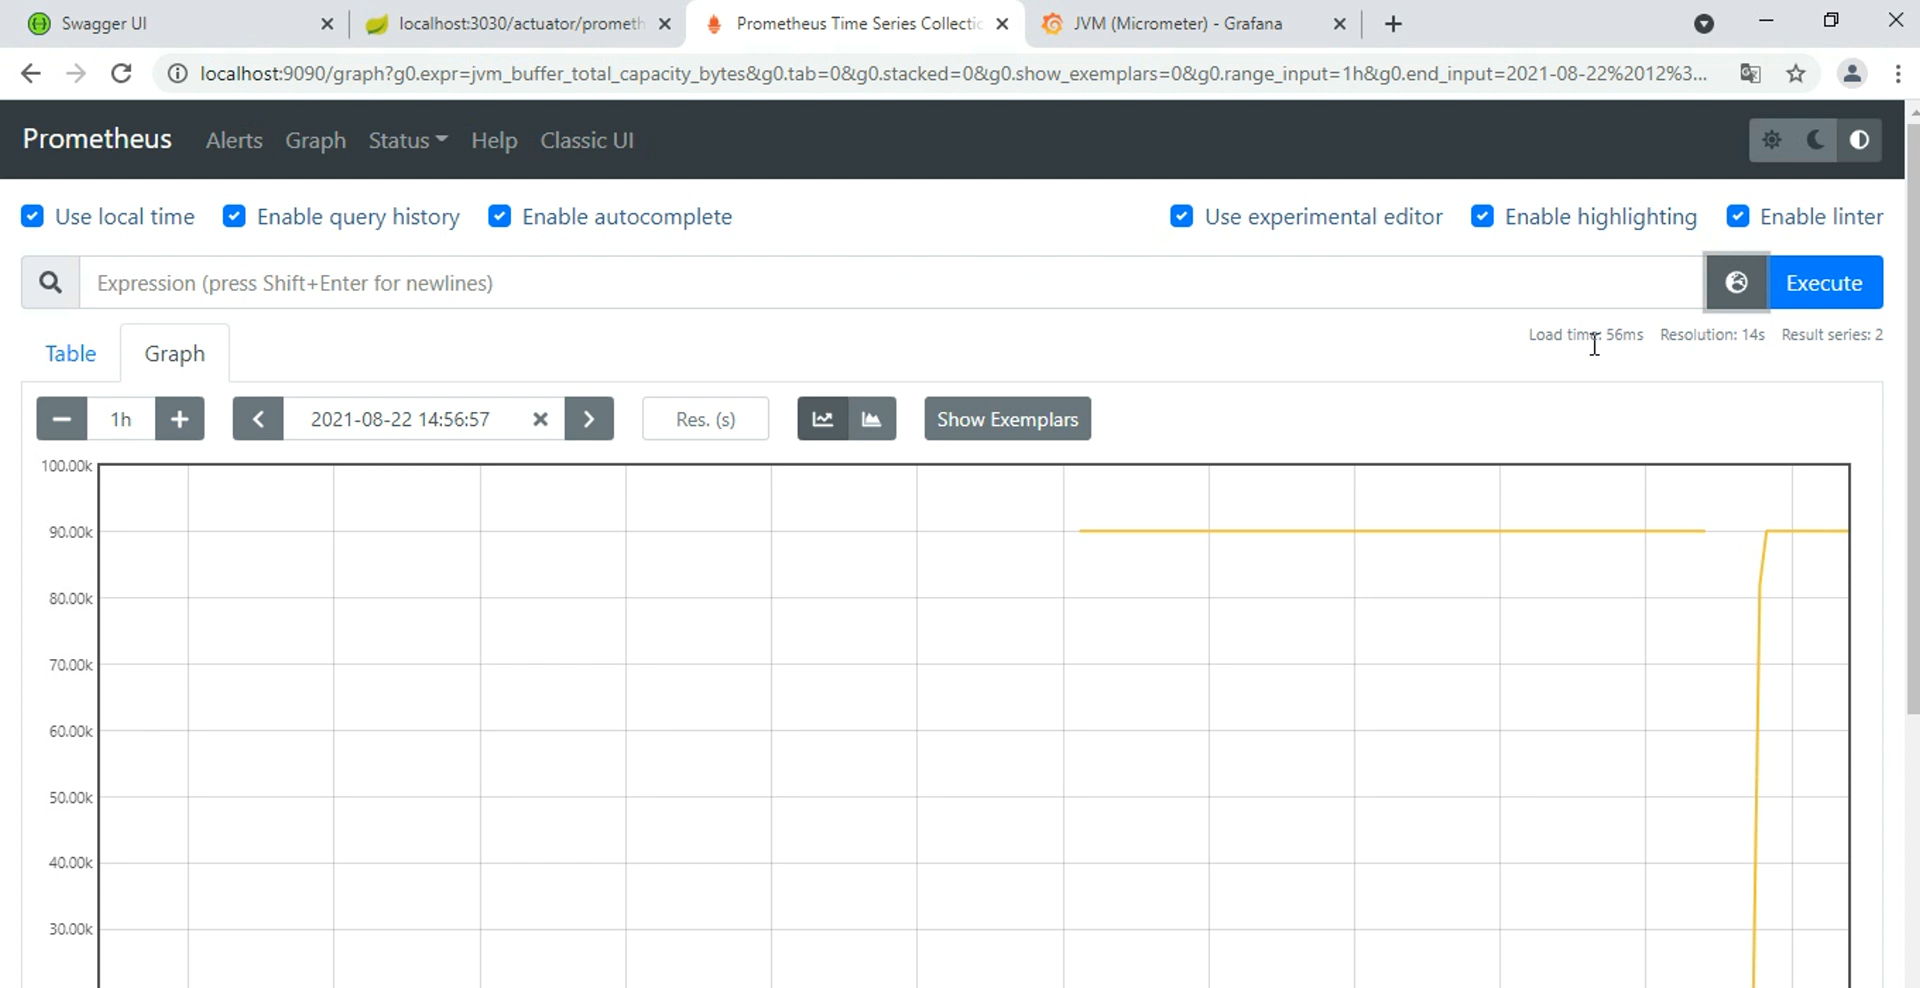 Swagger UI
localhost:3030/actuator/prometh
Prometheus Time Series Collectic
JVM (Micrometer) - Grafana
localhost:9090/graph?g0.expr=jvm_buffer_total_capacity_bytes&g0.tab=0&g0.stacked=0&g0.show_exemplars=0&g0.range_input=1h&g0.end_input=2021-08-22%2012%3...
Prometheus Alerts Graph Status Help Classic UI
Use local time Enable query history Enable autocomplete Use experimental editor Enable highlighting Enable linter
Expression (press Shift+Enter for newlines) Execute
Load time: 56ms Resolution: 14s Result series: 2
Table Graph
1h 2021-08-22 14:56:57 Res. (s) Show Exemplars
100.00k
90.00k
80.00k
70.00k
60.00k
50.00k
40.00k
30.00k